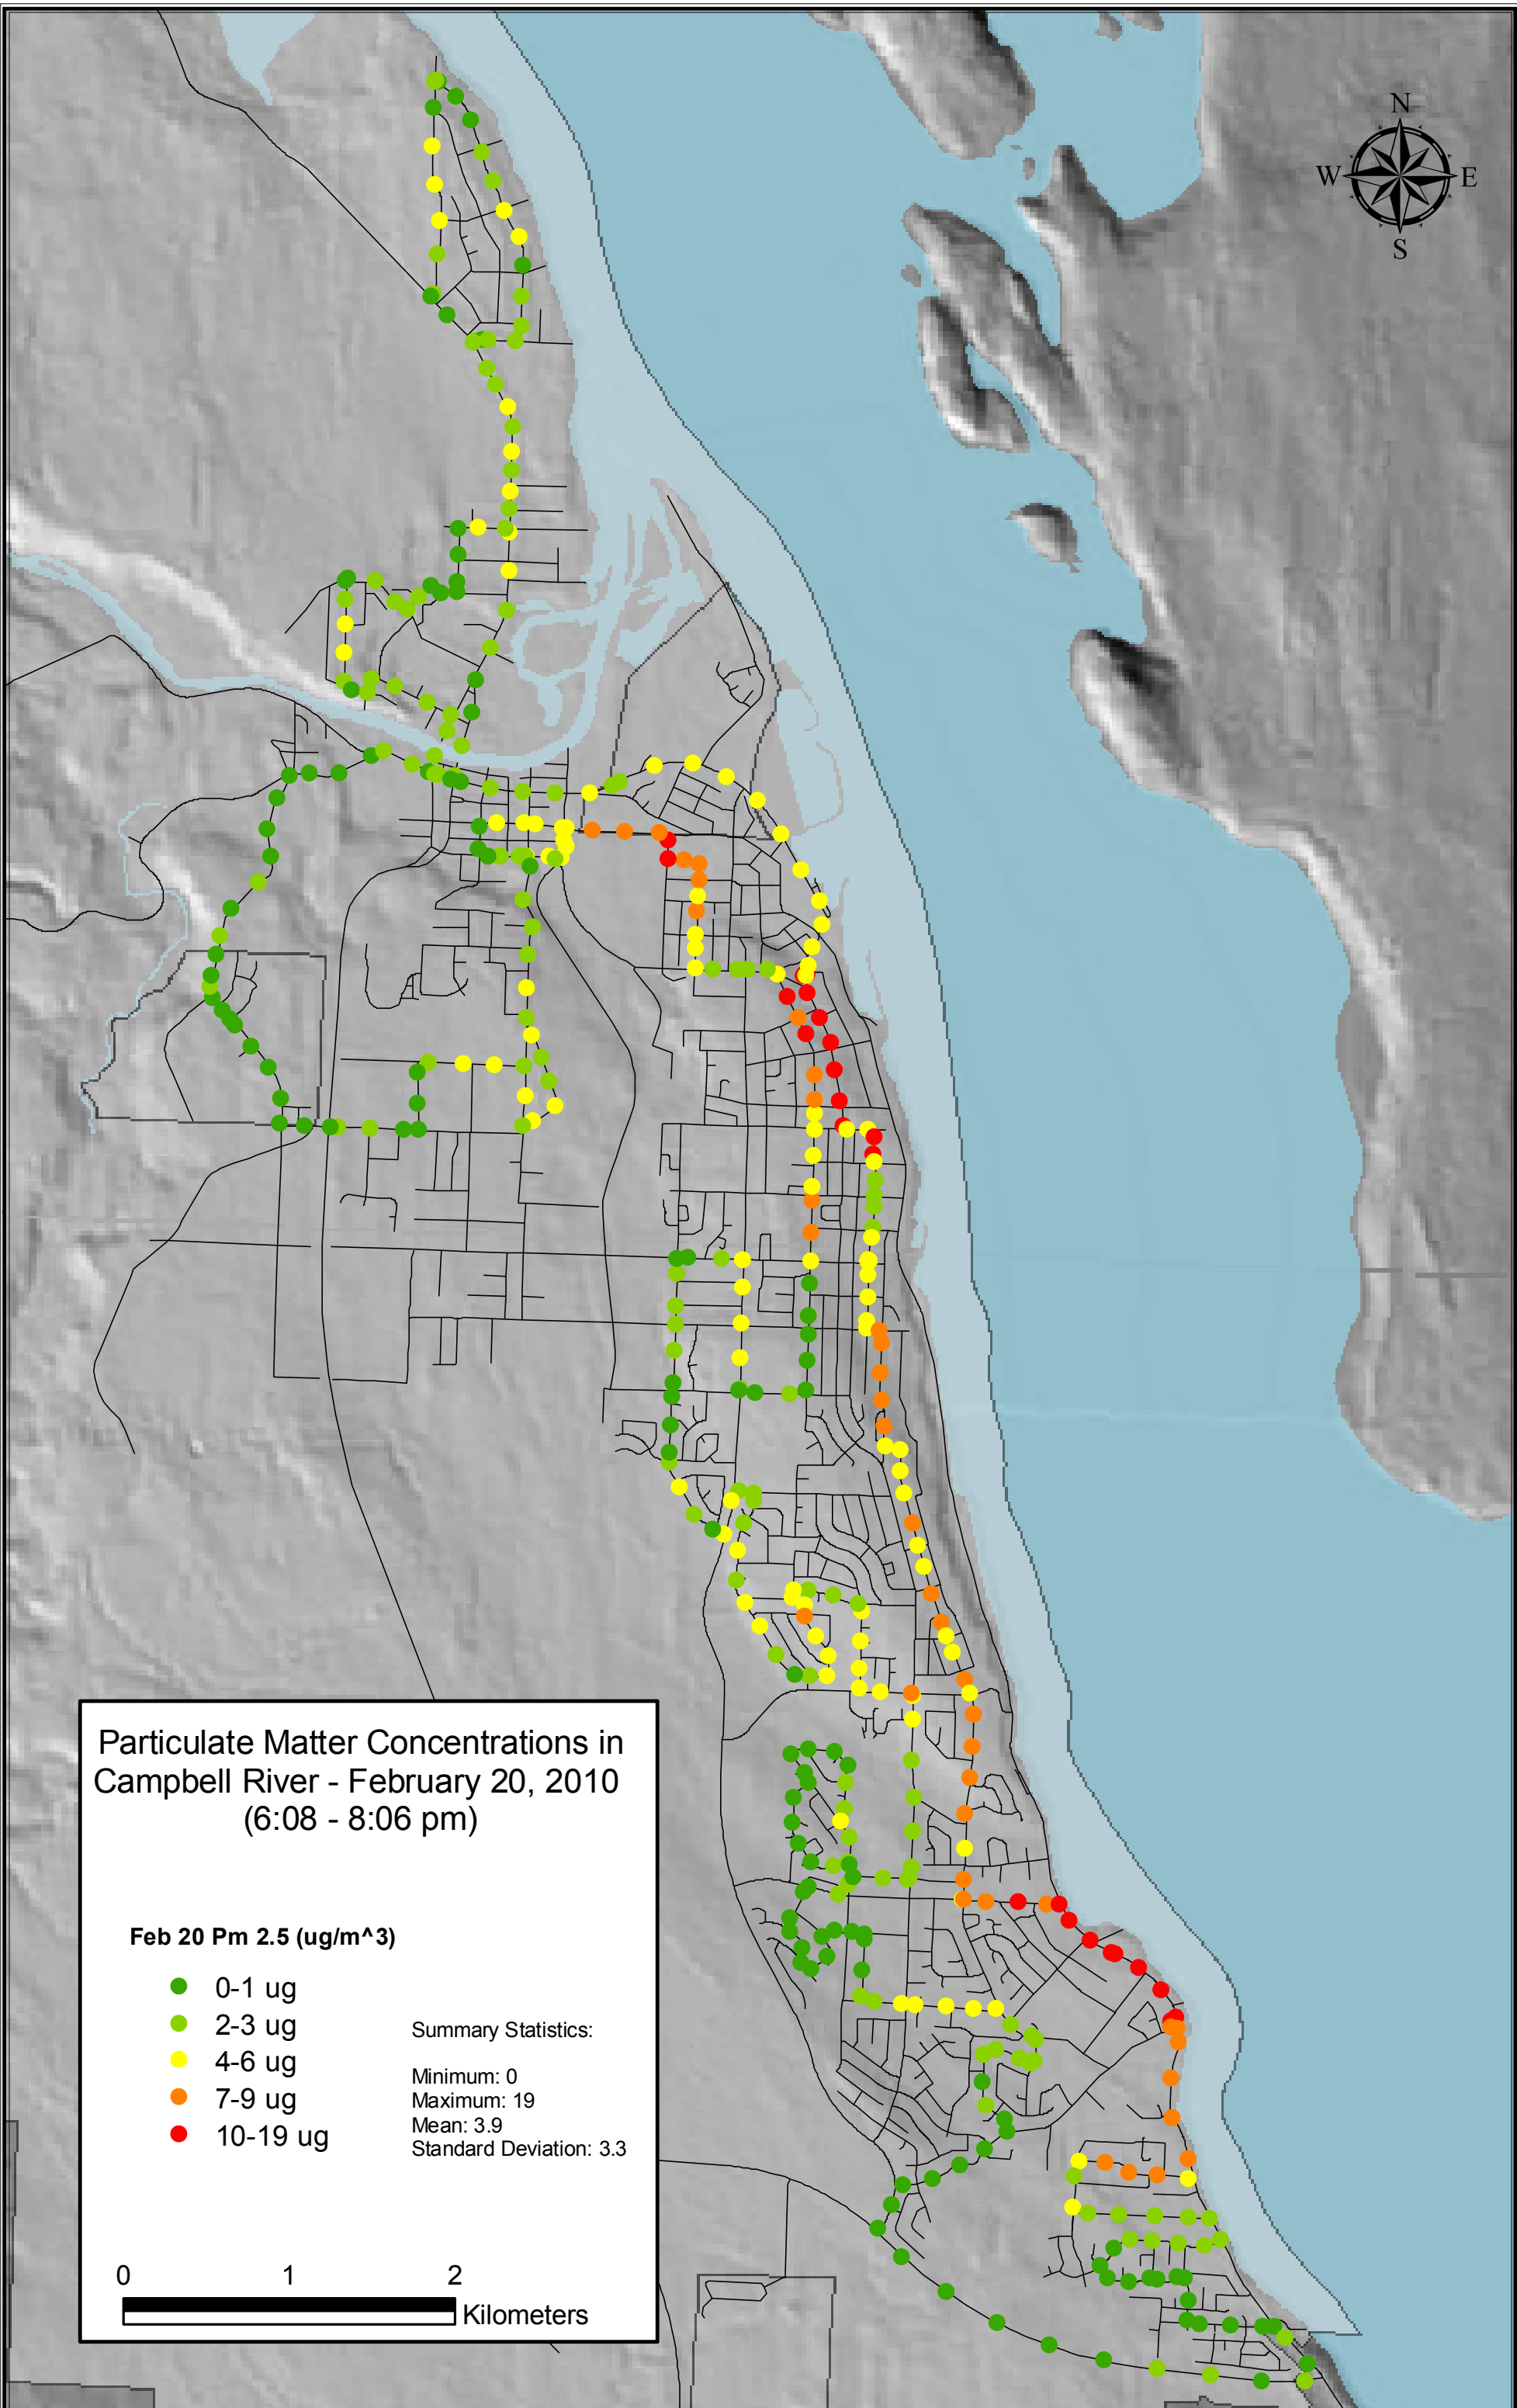 N
W E
S
Particulate Matter Concentrations in
Campbell River - February 20, 2010
(6:08 - 8:06 pm)
Feb 20 Pm 2.5 (ug/m^3)
0-1 ug
2-3 ug
4-6 ug
7-9 ug
10-19 ug
Summary Statistics:
Minimum: 0
Maximum: 19
Mean: 3.9
Standard Deviation: 3.3
0 1 2
Kilometers